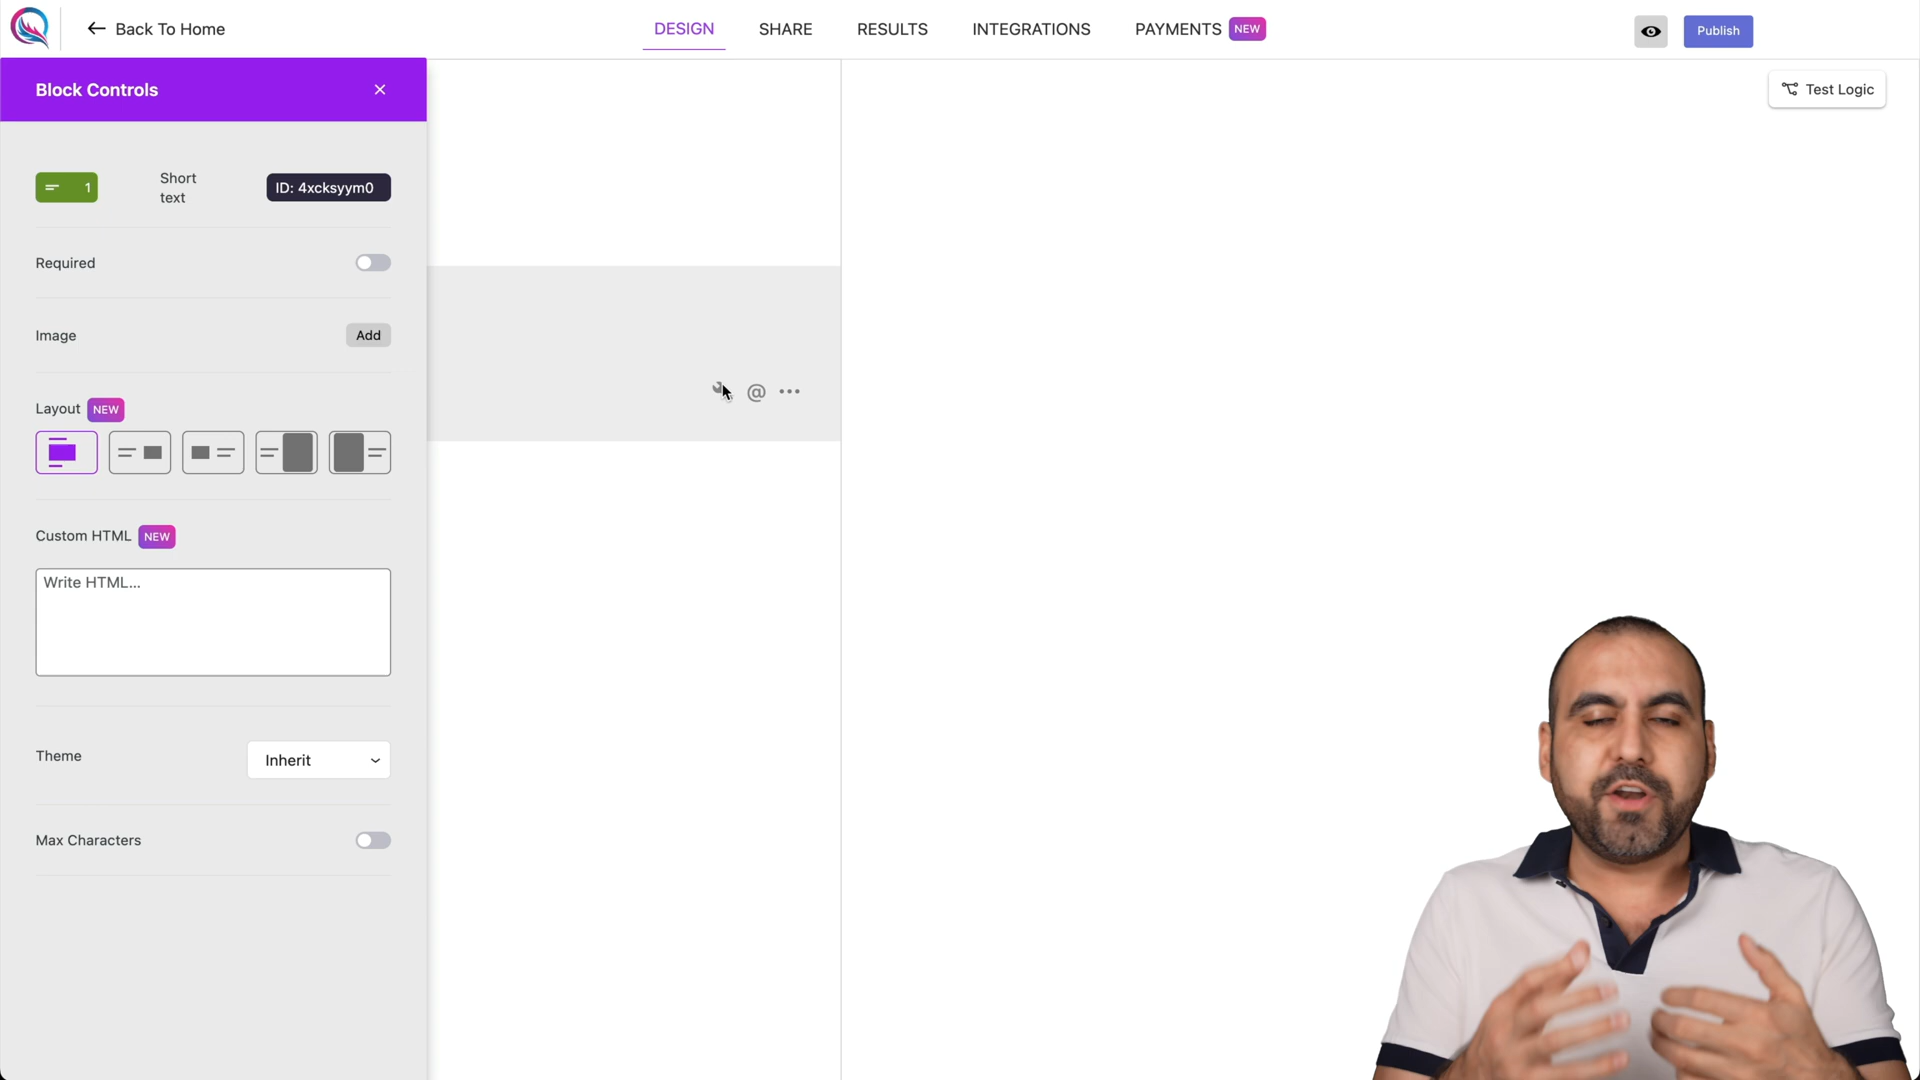 Back To Home
DESIGN
SHARE
RESULTS
INTEGRATIONS
PAYMENTS NEW
Publish
Block Controls
Test Logic
1
Short
text
ID: 4xcksyym0
Required
Image
Add
@
Layout NEW
Custom HTML NEW
Write HTML...
Theme
Inherit
Max Characters